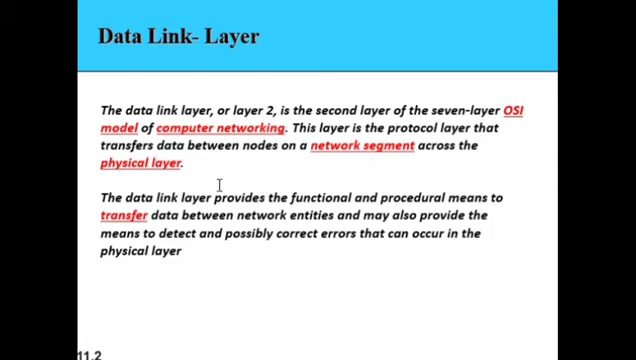 Data Link- Layer
The data link layer, or layer 2, is the second layer of the seven-layer OSI
model of computer networking. This layer is the protocol layer that
transfers data between nodes on a network segment across the
physical layer.
The data link layer provides the functional and procedural means to
transfer data between network entities and may also provide the
means to detect and possibly correct errors that can occur in the
physical layer
11.2